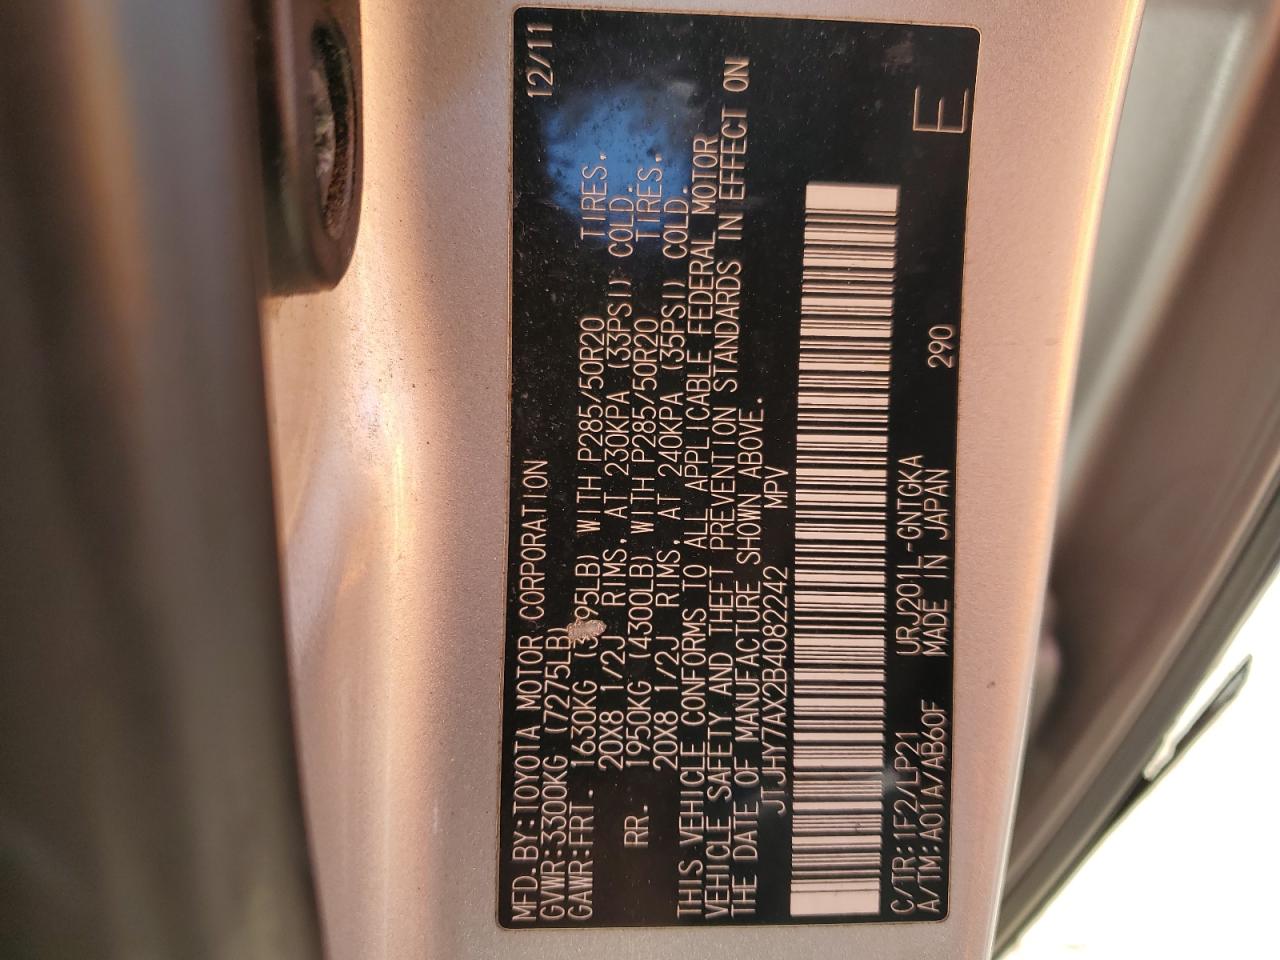 12/11
MFD.BY:TOYOTA MOTOR CORPORATION
GVWR:3300KG (7275LB)
GAWR:FRT. 1630KG (3 95LB) WITH P285/50R20 TIRES.
20X8 1/2J RIMS, AT 230KPA (33PSI) COLD.
RR. 1950KG (4300LB) WITH P285/50R20 TIRES.
20X8 1/2J RIMS, AT 240KPA (35PSI) COLD.
THIS VEHICLE CONFORMS TO ALL APPLICABLE FEDERAL MOTOR
VEHICLE SAFETY AND THEFT PREVENTION STANDARDS IN EFFECT ON
THE DATE OF MANUFACTURE SHOWN ABOVE.
JTJHY7AX2B4082242 MPV
C/TR:1F2/LP21 URJ201L-GNTGKA
A/TM:A01A/AB60F MADE IN JAPAN 290
E